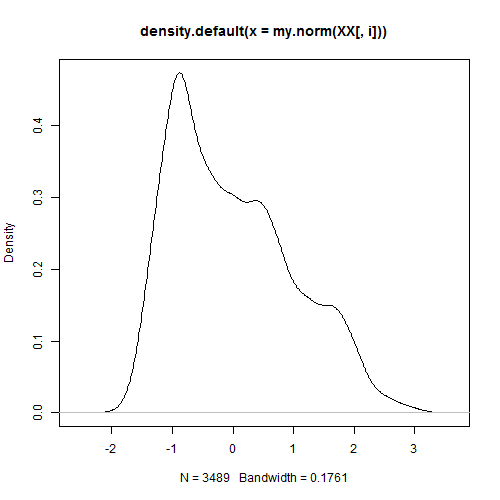 density.default(x = my.norm(XX[, i]))
Density
0.4
0.3
0.2
0.1
0.0
-2 -1 0 1 2 3
N = 3489 Bandwidth = 0.1761